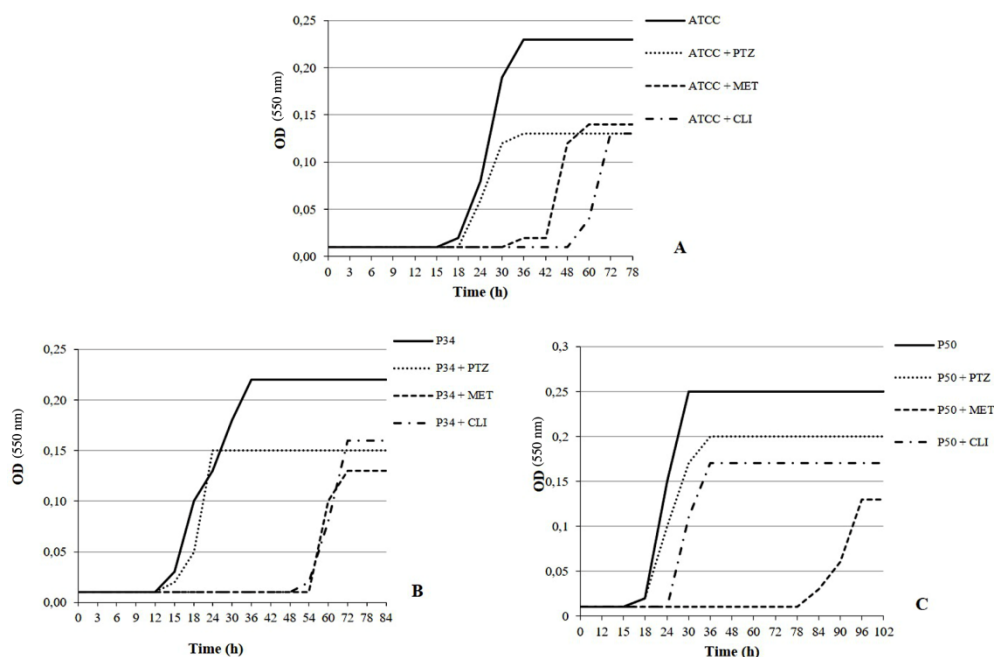 0,25
0,20
0,15
0,10
0,05
0,00
OD (550 nm)
0 3 6 9 12 15 18 24 30 36 42 48 60 72 78
Time (h)
ATCC
ATCC + PTZ
ATCC + MET
ATCC + CLI
A
0,25
0,20
0,15
0,10
0,05
0,00
OD (550 nm)
0 3 6 9 12 15 18 24 30 36 42 48 54 60 72 78 84
Time (h)
P34
P34 + PTZ
P34 + MET
P34 + CLI
B
0,3
0,25
0,2
0,15
0,1
0,05
0
OD (550 nm)
0 12 15 18 24 30 36 48 54 60 72 78 84 90 96 102
Time (h)
P50
P50 + PTZ
P50 + MET
P50 + CLI
C